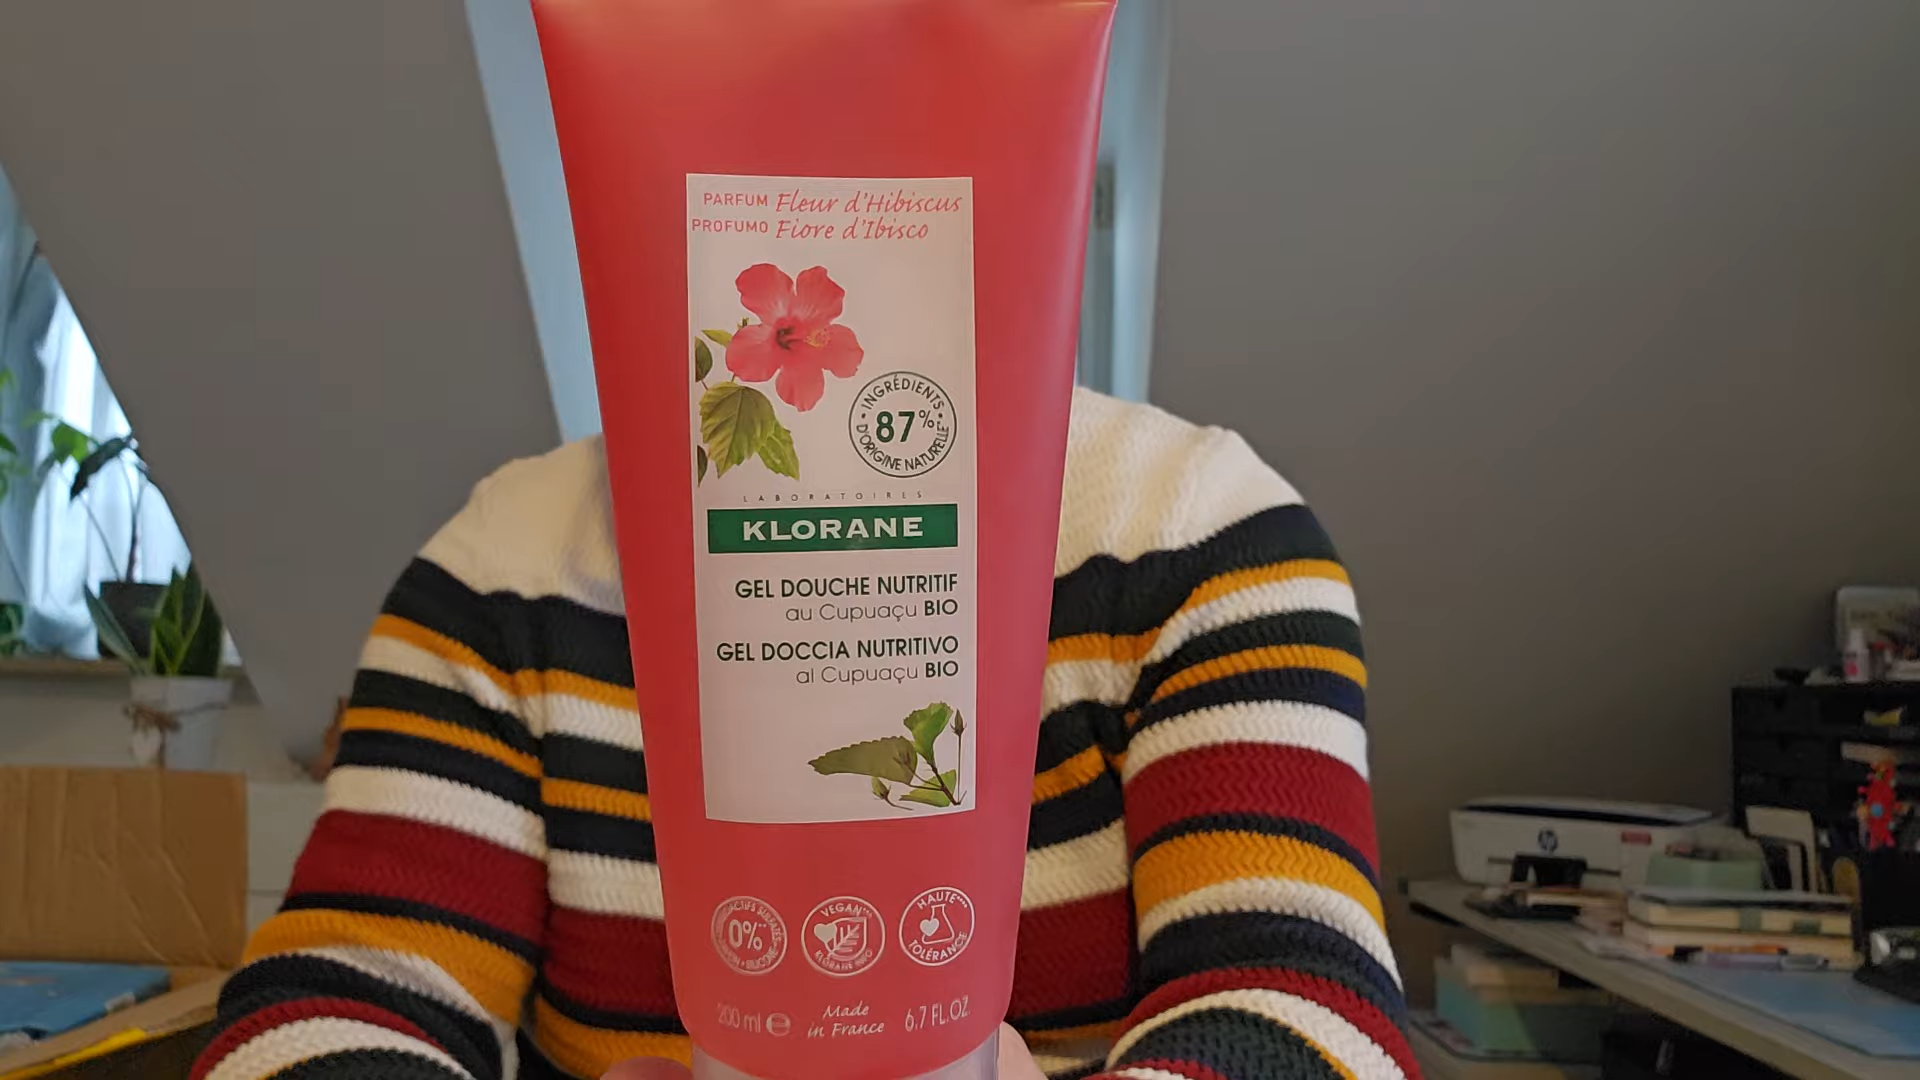 PARFUM Fleur d'Hibiscus
PROFUMO Fiore d'Ibisco
INGRÉDIENTS
87%
D'ORIGINE NATURELLE
LABORATOIRES
KLORANE
GEL DOUCHE NUTRITIF
au Cupuaçu BIO
GEL DOCCIA NUTRITIVO
al Cupuaçu BIO
0%
VEGAN
HAUTE
TOLÉRANCE
200 ml e
Made
in France
6.7 FL.OZ.
hp